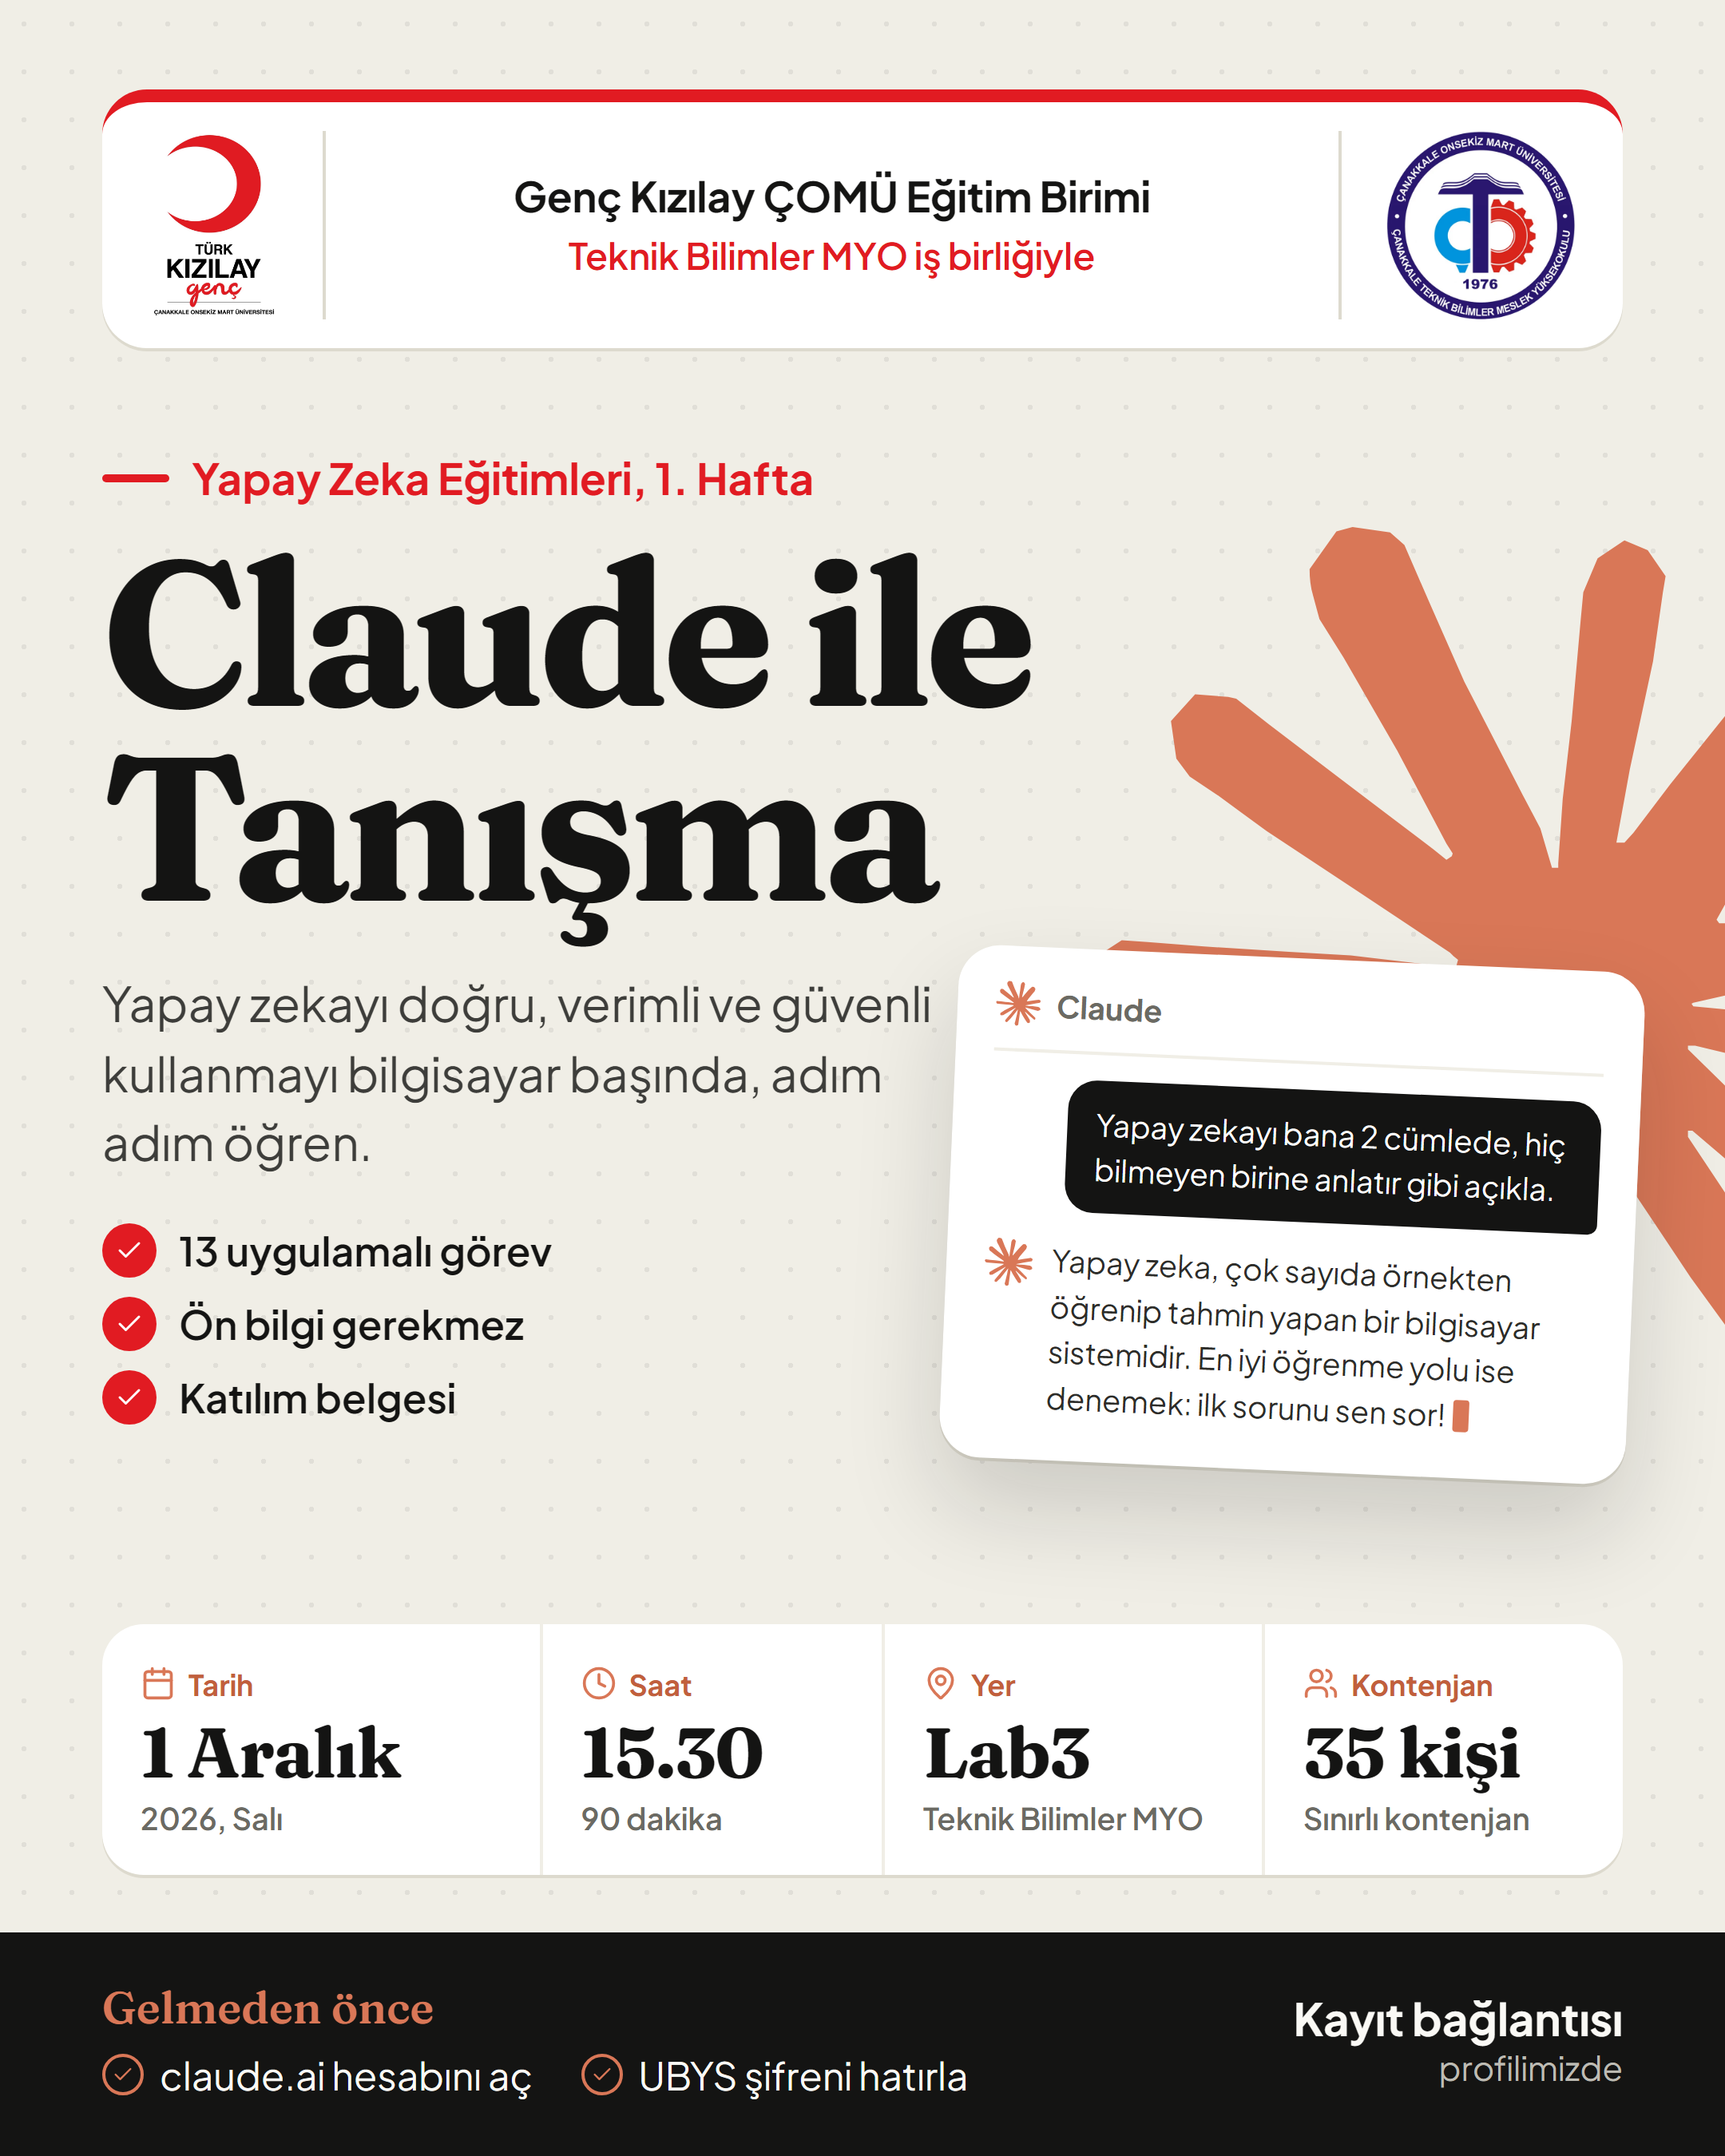 TÜRK
KIZILAY
genç
ÇANAKKALE ONSEKİZ MART ÜNİVERSİTESİ
Genç Kızılay ÇOMÜ Eğitim Birimi
Teknik Bilimler MYO iş birliğiyle
ÇANAKKALE ONSEKİZ MART ÜNİVERSİTESİ
1976
ÇANAKKALE TEKNİK BİLİMLER MESLEK YÜKSEKOKULU
Yapay Zeka Eğitimleri, 1. Hafta
Claude ile
Tanışma
Yapay zekayı doğru, verimli ve güvenli
kullanmayı bilgisayar başında, adım
adım öğren.
13 uygulamalı görev
Ön bilgi gerekmez
Katılım belgesi
Claude
Yapay zekayı bana 2 cümlede, hiç
bilmeyen birine anlatır gibi açıkla.
Yapay zeka, çok sayıda örnekten
öğrenip tahmin yapan bir bilgisayar
sistemidir. En iyi öğrenme yolu ise
denemek: ilk sorunu sen sor!
Tarih
1 Aralık
2026, Salı
Saat
15.30
90 dakika
Yer
Lab3
Teknik Bilimler MYO
Kontenjan
35 kişi
Sınırlı kontenjan
Gelmeden önce
claude.ai hesabını aç
UBYS şifreni hatırla
Kayıt bağlantısı
profilimizde